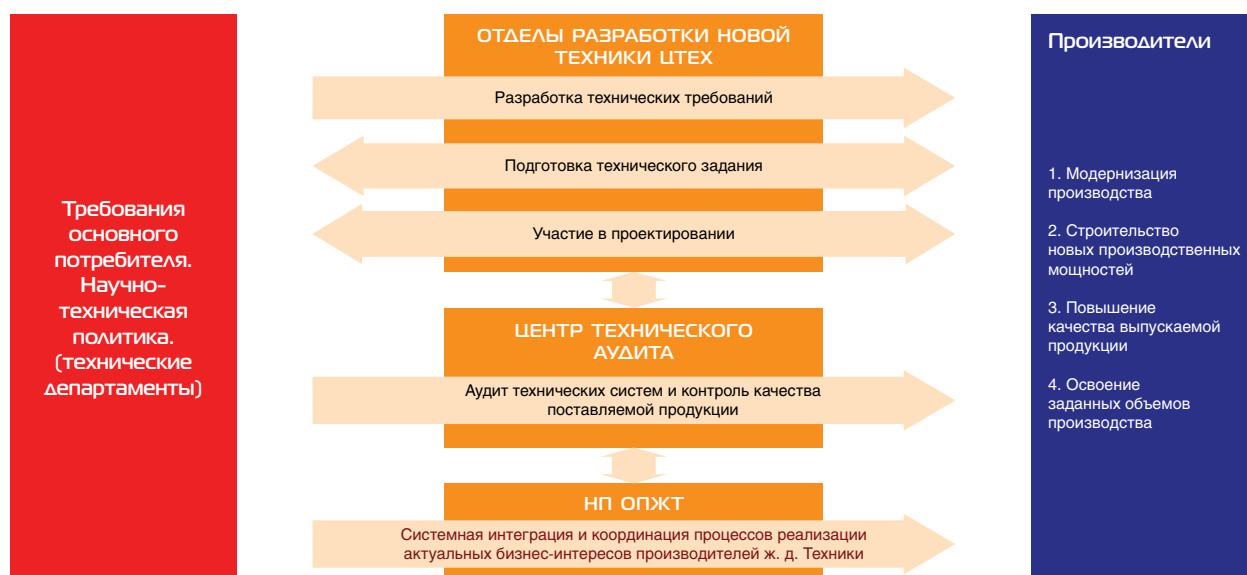 Требования
основного
потребителя.
Научно-
техническая
политика.
(технические
департаменты)
ОТДЕЛЫ РАЗРАБОТКИ НОВОЙ
ТЕХНИКИ ЦТЕХ
Разработка технических требований
Подготовка технического задания
Участие в проектировании
ЦЕНТР ТЕХНИЧЕСКОГО
АУДИТА
Аудит технических систем и контроль качества
поставляемой продукции
НП ОПЖТ
Системная интеграция и координация процессов реализации
актуальных бизнес-интересов производителей ж. д. Техники
Производители
1. Модернизация
производства
2. Строительство
новых производственных
мощностей
3. Повышение
качества выпускаемой
продукции
4. Освоение
заданных объемов
производства